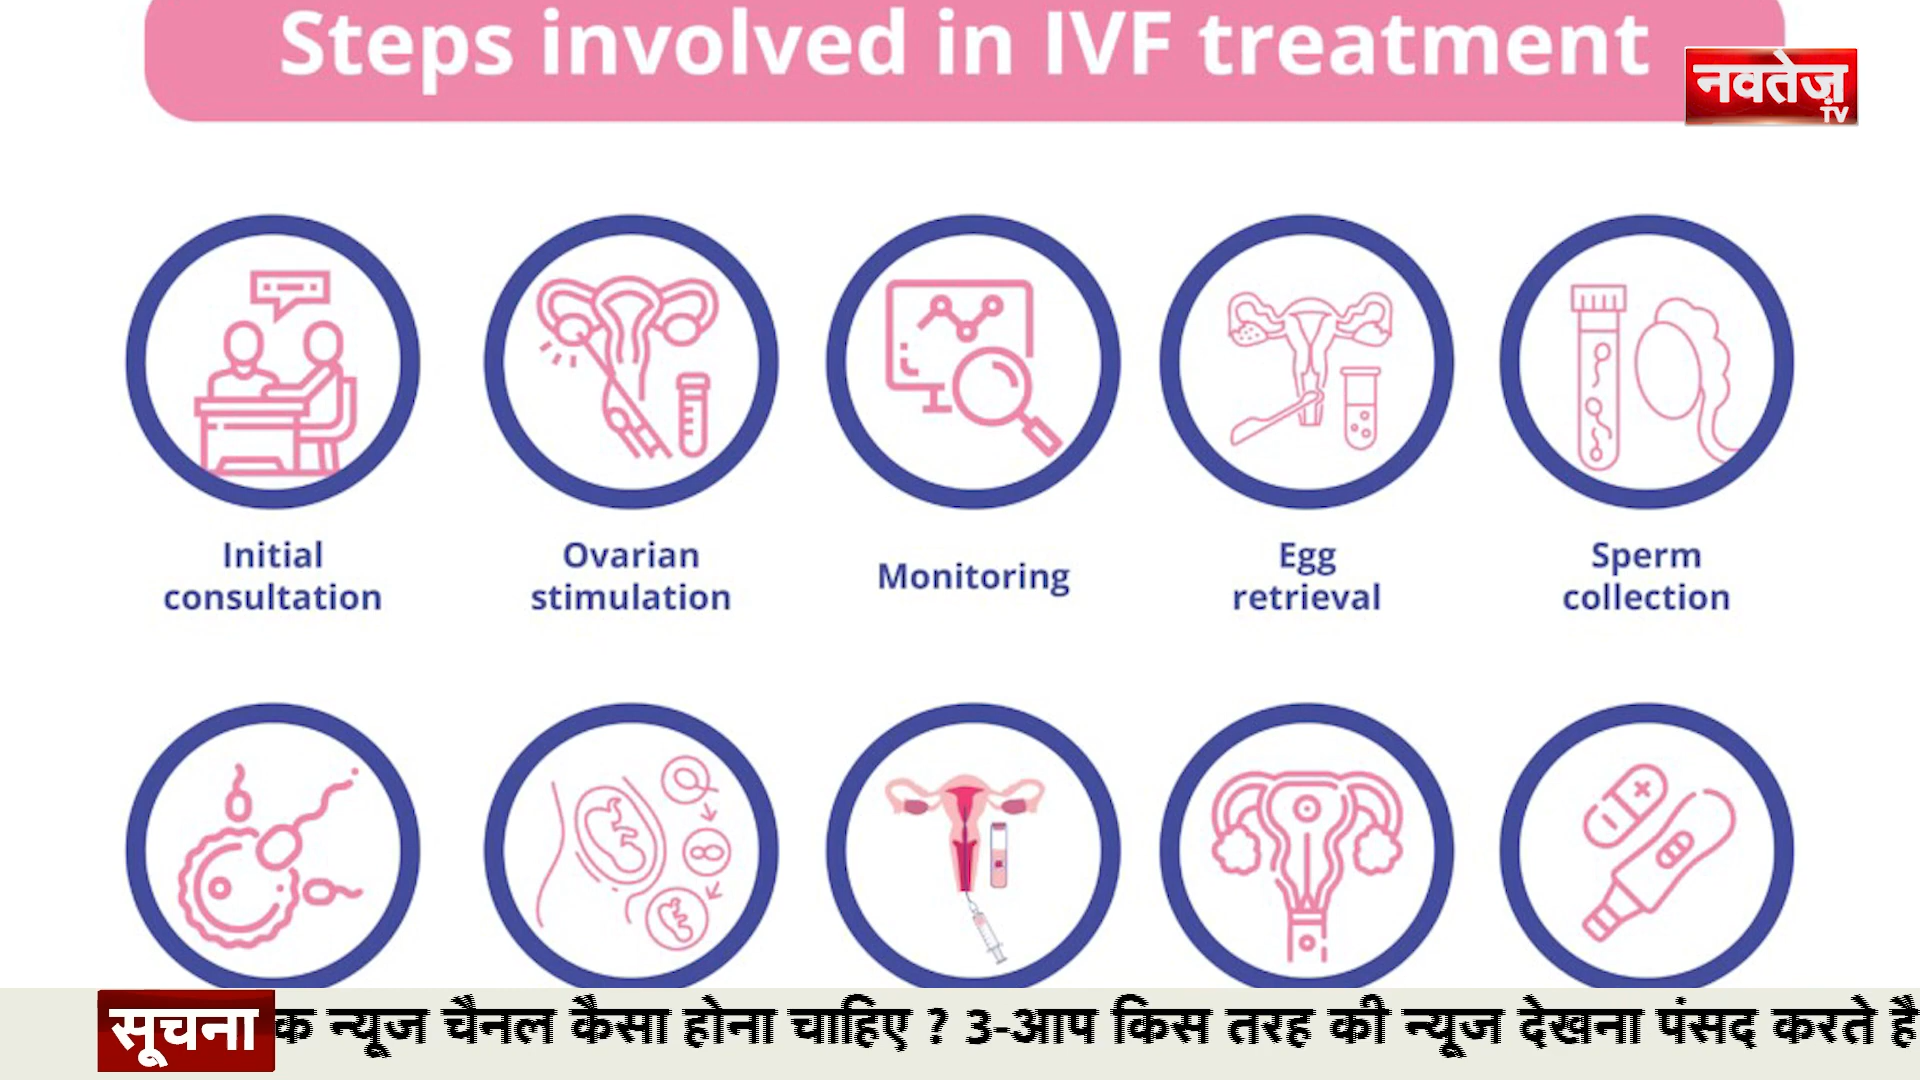 Steps involved in IVF treatment
नवतेज़
TV
Initial
consultation
Ovarian
stimulation
Monitoring
Egg
retrieval
Sperm
collection
सूचना
क न्यूज चैनल कैसा होना चाहिए ? 3-आप किस तरह की न्यूज देखना पंसद करते है